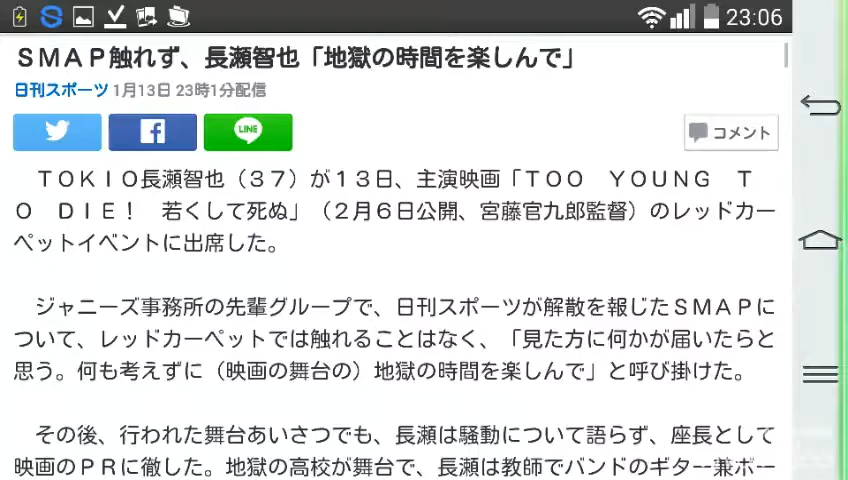 23:06
SMAP触れず、長瀬智也「地獄の時間を楽しんで」
日刊スポーツ 1月13日 23時1分配信
LINE
コメント
TOKIO長瀬智也(37)が13日、主演映画「TOO YOUNG T
O DIE! 若くして死ぬ」(2月6日公開、宮藤官九郎監督)のレッドカー
ペットイベントに出席した。
ジャニーズ事務所の先輩グループで、日刊スポーツが解散を報じたSMAPに
ついて、レッドカーペットでは触れることはなく、「見た方に何かが届いたらと
思う。何も考えずに(映画の舞台の)地獄の時間を楽しんで」と呼び掛けた。
その後、行われた舞台あいさつでも、長瀬は騒動について語らず、座長として
映画のPRに徹した。地獄の高校が舞台で、長瀬は教師でバンドのギター兼ボー